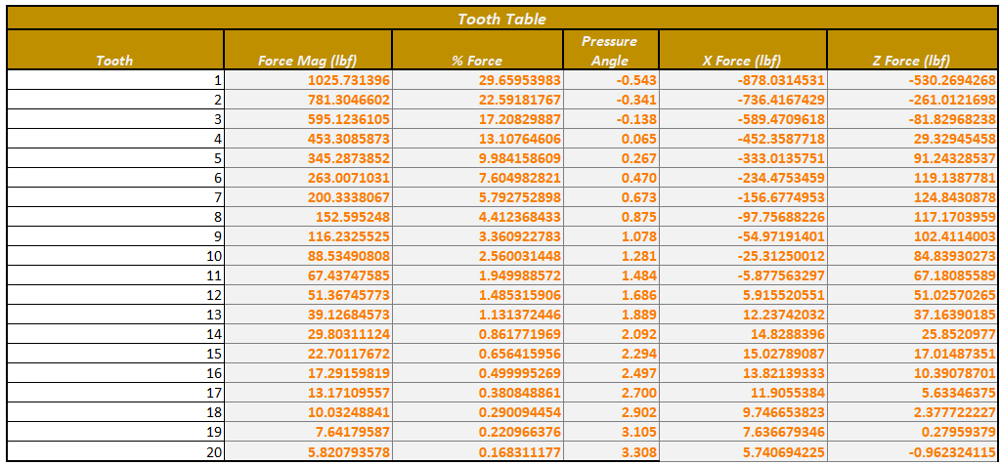 Tooth Table
Tooth Force Mag (lbf) % Force Pressure Angle X Force (lbf) Z Force (lbf)
1 1025.731396 29.65953983 -0.543 -878.0314531 -530.2694268
2 781.3046602 22.59181767 -0.341 -736.4167429 -261.0121698
3 595.1236105 17.20829887 -0.138 -589.4709618 -81.82968238
4 453.3085873 13.10764606 0.065 -452.3587718 29.32945458
5 345.2873852 9.984158609 0.267 -333.0135751 91.24328537
6 263.0071031 7.604982821 0.470 -234.4753459 119.1387781
7 200.3338067 5.792752898 0.673 -156.6774953 124.8430878
8 152.595248 4.412368433 0.875 -97.75688226 117.1703959
9 116.2325525 3.360922783 1.078 -54.97191401 102.4114003
10 88.53490808 2.560031448 1.281 -25.31250012 84.83930273
11 67.43747585 1.949988572 1.484 -5.877563297 67.18085589
12 51.36745773 1.485315906 1.686 5.915520551 51.02570265
13 39.12684573 1.131372446 1.889 12.23742032 37.16390185
14 29.80311124 0.861771969 2.092 14.8288396 25.8520977
15 22.70117672 0.656415956 2.294 15.02789087 17.01487351
16 17.29159819 0.499995269 2.497 13.82139333 10.39078701
17 13.17109557 0.380848861 2.700 11.9055384 5.63346375
18 10.03248841 0.290094454 2.902 9.746653823 2.377722227
19 7.64179587 0.220966376 3.105 7.636679346 0.27959379
20 5.820793578 0.168311177 3.308 5.740694225 -0.962324115